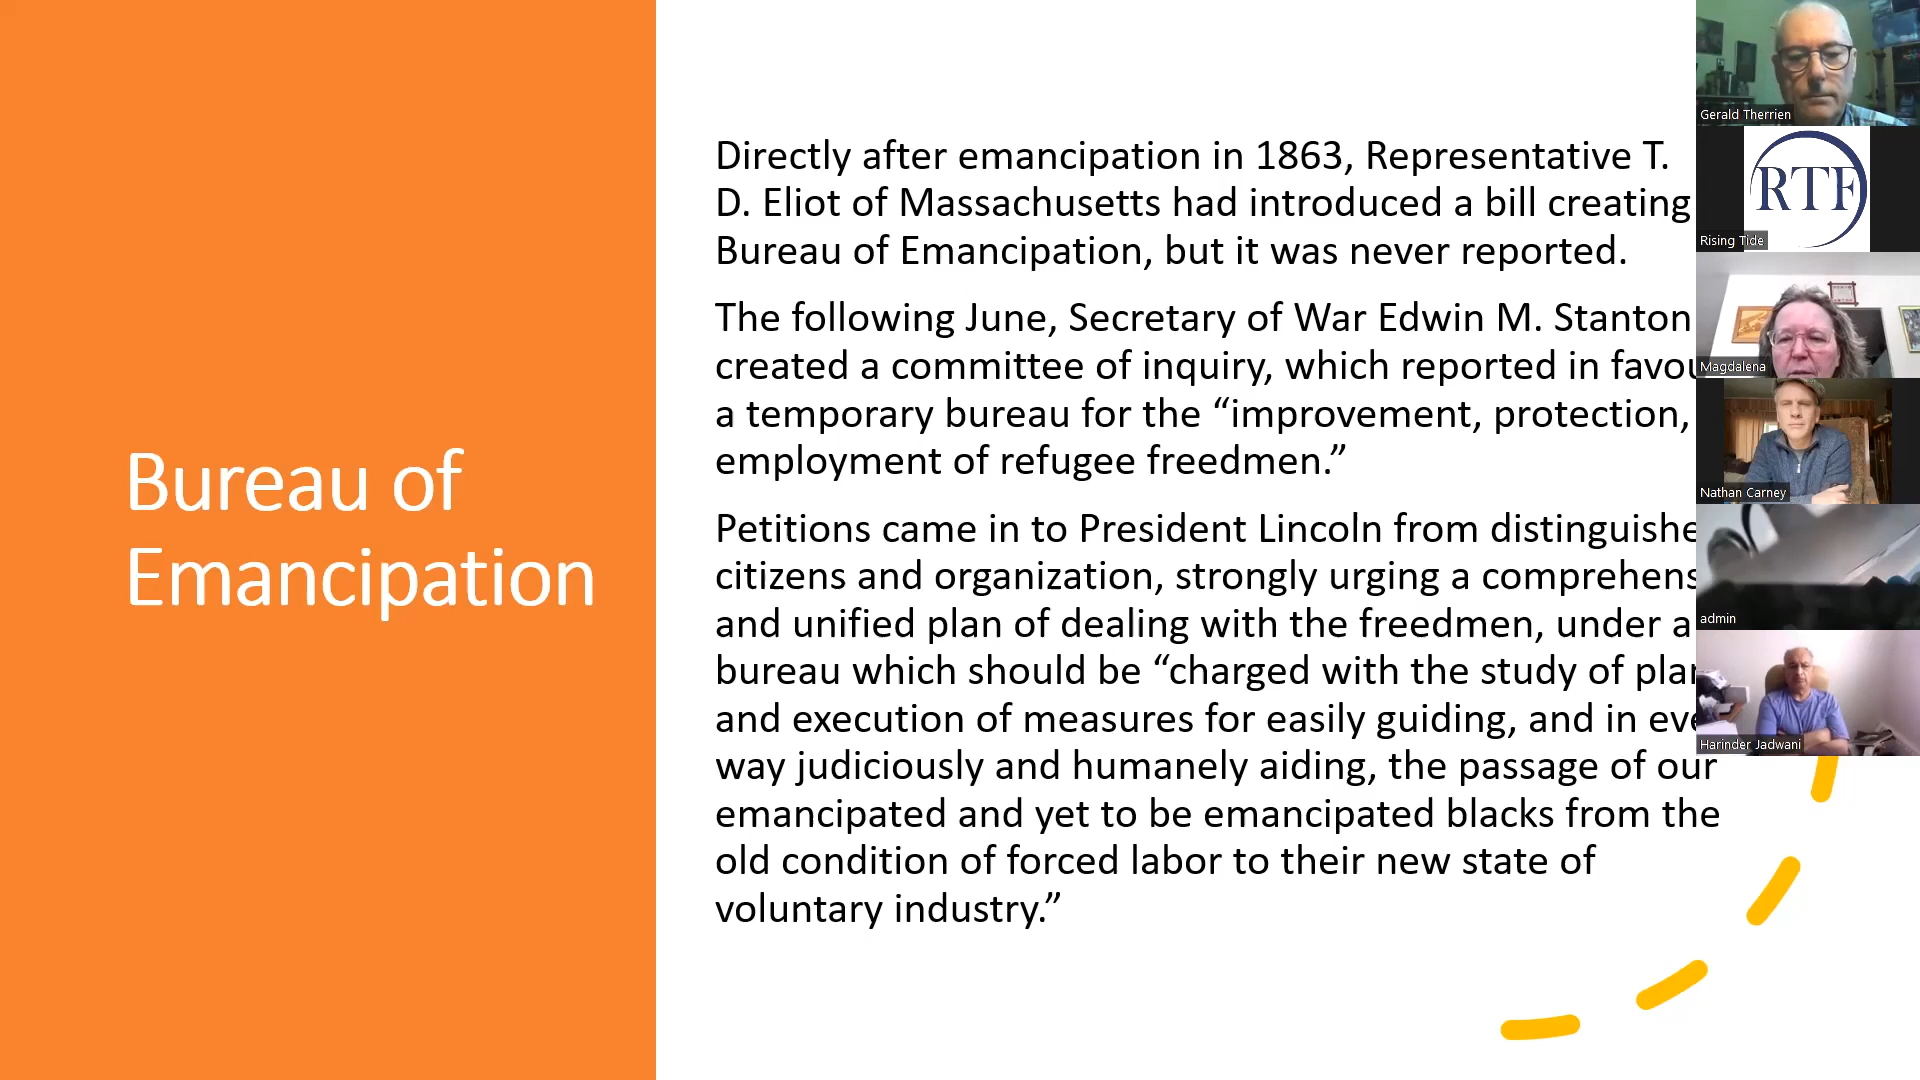 Bureau of
Emancipation
Directly after emancipation in 1863, Representative T.
D. Eliot of Massachusetts had introduced a bill creating
Bureau of Emancipation, but it was never reported.
The following June, Secretary of War Edwin M. Stanton
created a committee of inquiry, which reported in favou
a temporary bureau for the “improvement, protection,
employment of refugee freedmen.”
Petitions came in to President Lincoln from distinguishe
citizens and organization, strongly urging a comprehens
and unified plan of dealing with the freedmen, under a
bureau which should be “charged with the study of plan
and execution of measures for easily guiding, and in eve
way judiciously and humanely aiding, the passage of our
emancipated and yet to be emancipated blacks from the
old condition of forced labor to their new state of
voluntary industry.”
Gerald Therrien
RTF
Rising Tide
Magdalena
Nathan Carney
admin
Harinder Jadwani